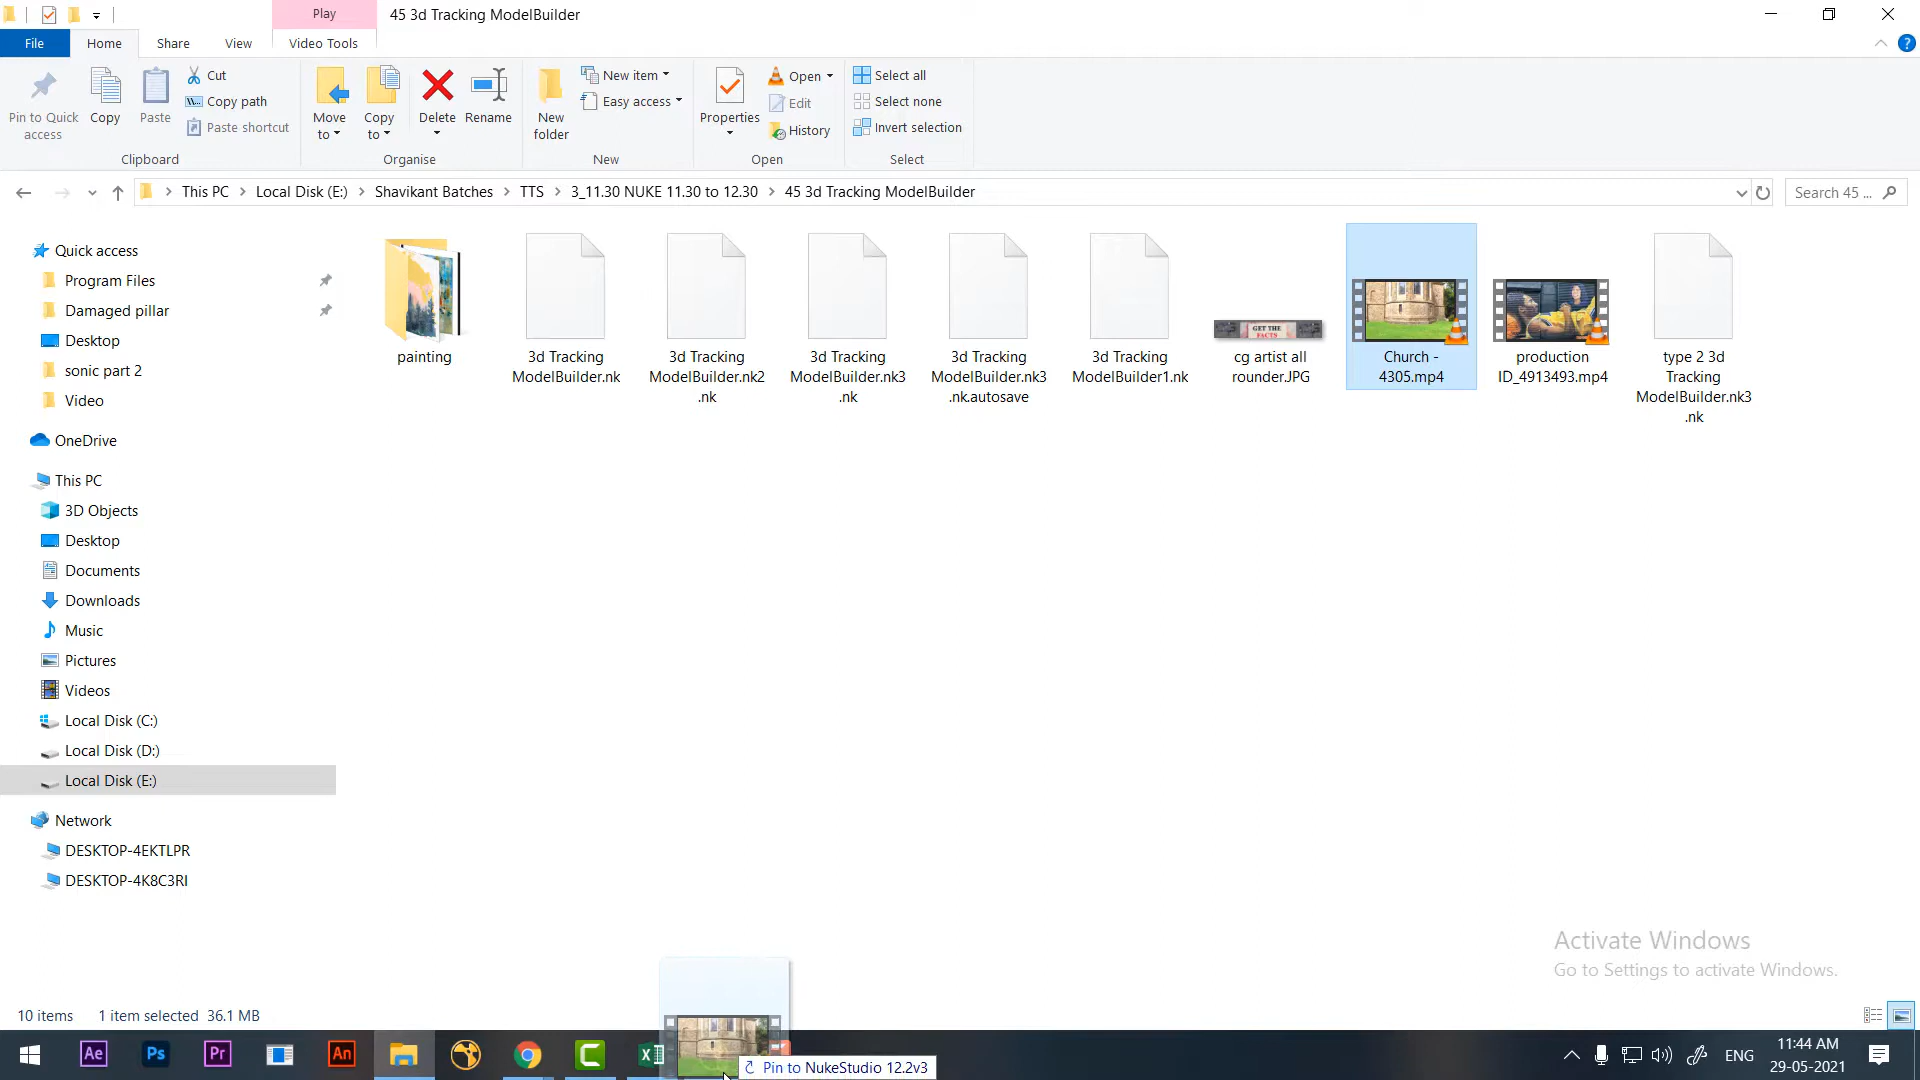 Play
45 3d Tracking ModelBuilder
File
Home
Share
View
Video Tools
Pin to Quick
access
Copy
Paste
Cut
Copy path
Paste shortcut
Clipboard
Move
to
Copy
to
Delete
Rename
Organise
New
folder
New item
Easy access
New
Properties
Open
Edit
History
Open
Select all
Select none
Invert selection
Select
This PC
Local Disk (E:)
Shavikant Batches
TTS
3_11.30 NUKE 11.30 to 12.30
45 3d Tracking ModelBuilder
Search 45 ...
Quick access
Program Files
Damaged pillar
Desktop
sonic part 2
Video
OneDrive
This PC
3D Objects
Desktop
Documents
Downloads
Music
Pictures
Videos
Local Disk (C:)
Local Disk (D:)
Local Disk (E:)
Network
DESKTOP-4EKTLPR
DESKTOP-4K8C3RI
painting
3d Tracking
ModelBuilder.nk
3d Tracking
ModelBuilder.nk2
.nk
3d Tracking
ModelBuilder.nk3
.nk
3d Tracking
ModelBuilder.nk3
.nk.autosave
3d Tracking
ModelBuilder1.nk
GET THE
FACTS
cg artist all
rounder.JPG
Church -
4305.mp4
production
ID_4913493.mp4
type 2 3d
Tracking
ModelBuilder.nk3
.nk
Activate Windows
Go to Settings to activate Windows.
10 items
1 item selected 36.1 MB
Ae
Ps
Pr
An
Pin to NukeStudio 12.2v3
ENG
11:44 AM
29-05-2021